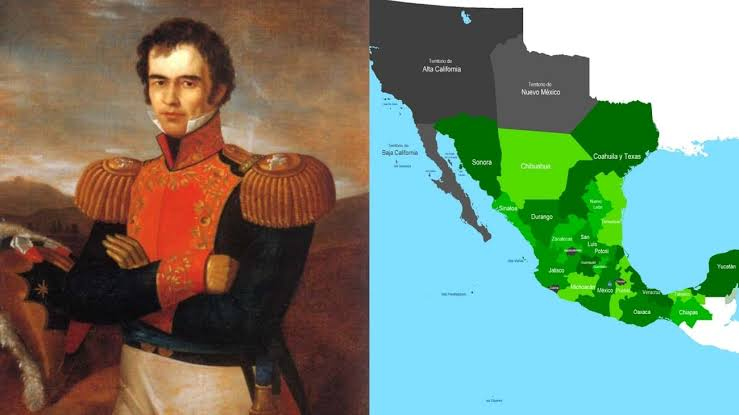 Territorio de
Alta California
Territorio de
Nuevo México
Territorio de
Baja California
Sonora
Chihuahua
Coahuila y Texas
Sinaloa
Durango
Nuevo
León
Tamaulipas
Zacatecas
San
Luis
Potosí
Jalisco
Michoacán
México
Puebla
Veracruz
Oaxaca
Tabasco
Chiapas
Yucatán